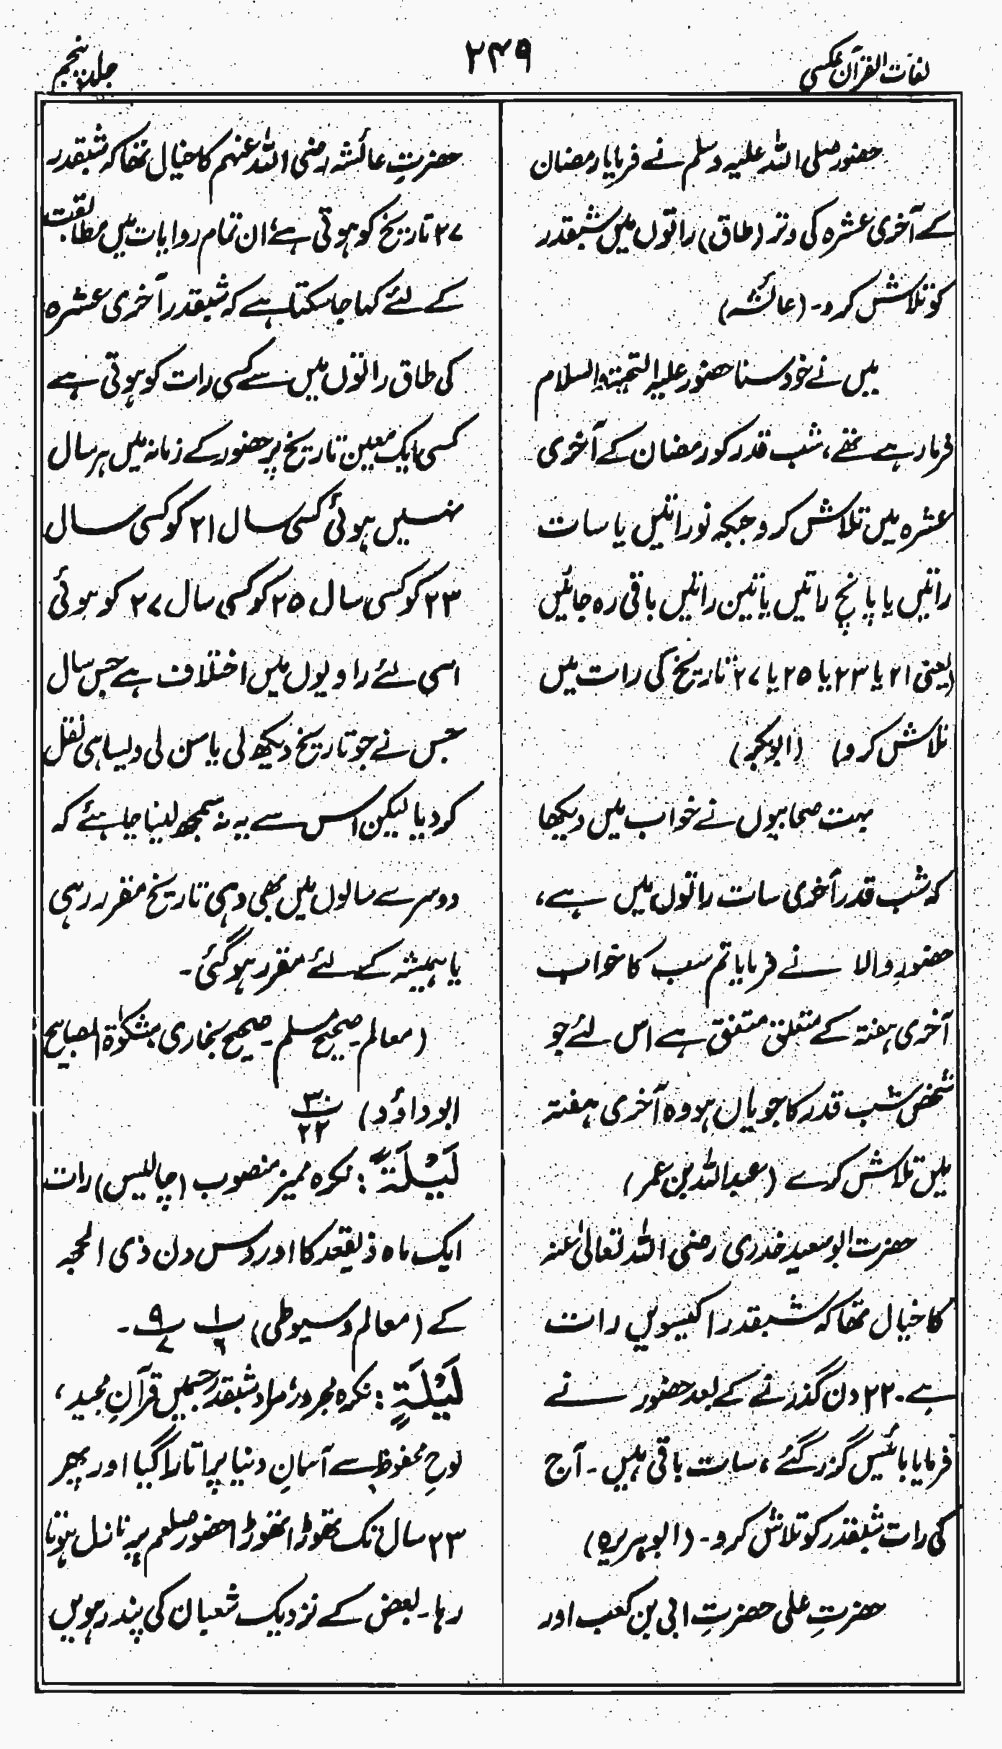 لغات القرآن عکسی
۲۴۹
جلد پنجم
حضور صلی اللہ علیہ وسلم نے فرمایا رمضان
کے آخری عشرہ کی وتر (طاق) راتوں میں شبقدر
کو تلاش کرو۔ (عائشہ)
میں نے خود سنا حضور علیہ التحیۃ والسلام
فرما رہے تھے، شب قدر کو رمضان کے آخری
عشرہ میں تلاش کرو جبکہ نو راتیں یا سات
راتیں یا پانچ راتیں یا تین راتیں باقی رہ جائیں
(یعنی ۲۱ یا ۲۳ یا ۲۵ یا ۲۷ تاریخ کی رات میں
تلاش کرو) (ابوبکر)
بہت صحابیوں نے خواب میں دیکھا
کہ شب قدر آخری سات راتوں میں ہے،
حضور والا نے فرمایا تم سب کا خواب
آخری ہفتہ کے متعلق متفق ہے اس لئے جو
شخص شب قدر کا جویاں ہو وہ آخری ہفتہ
میں تلاش کرے (عبداللہ بن عمر)
حضرت ابو سعید خدری رضی اللہ تعالیٰ عنہ
کا خیال تھا کہ شبقدر اکیسویں رات
ہے۔ ۲۲ دن گذرنے کے بعد حضور نے
فرمایا بائیس گزر گئے، سات باقی ہیں۔ آج
کی رات شبقدر کو تلاش کرو۔ (ابوہریرہ)
حضرتِ علی حضرتِ ابی بن کعب اور
حضرتِ عائشہ رضی اللہ عنہم کا خیال تھا کہ شبقدر
۲۷ تاریخ کو ہوتی ہے ان تمام روایات میں مطابقت
کے لئے کہا جا سکتا ہے کہ شبقدر آخری عشرہ
کی طاق راتوں میں سے کسی رات کو ہوتی ہے
کسی ایک معین تاریخ پر حضور کے زمانہ میں ہر سال
نہیں ہوئی کسی سال ۲۱ کو کسی سال
۲۳ کو کسی سال ۲۵ کو کسی سال ۲۷ کو ہوئی
اسی لئے راویوں میں اختلاف ہے جس سال
جس نے جو تاریخ دیکھ لی یا سن لی ویسا ہی نقل
کردیا لیکن اس سے یہ نہ سمجھ لینا چاہئے کہ
دوسرے سالوں میں بھی وہی تاریخ مقرر رہی
یا ہمیشہ کے لئے مقرر ہو گئی۔
(معالم۔ صحیح مسلم۔ صحیح بخاری، مشکوٰۃ المصابیح
ابوداؤد) ۳۰ / ۲۲
لَیْلَۃً : نکرہ ممیز منصوب (چالیس) رات
ایک ماہ ذیقعد کا اور دس دن ذی الحجہ
کے (معالم و سیوطی) ۱ / ۶ ۹ / ۷ ۔
لَیْلَۃٍ : نکرہ مجرور، مراد شبقدر جسمیں قرآنِ مجید،
لوحِ محفوظ سے آسمانِ دنیا پر اتارا گیا اور پھر
۲۳ سال تک تھوڑا تھوڑا حضور صلعم پر نازل ہوتا
رہا۔ بعض کے نزدیک شعبان کی پندرہویں